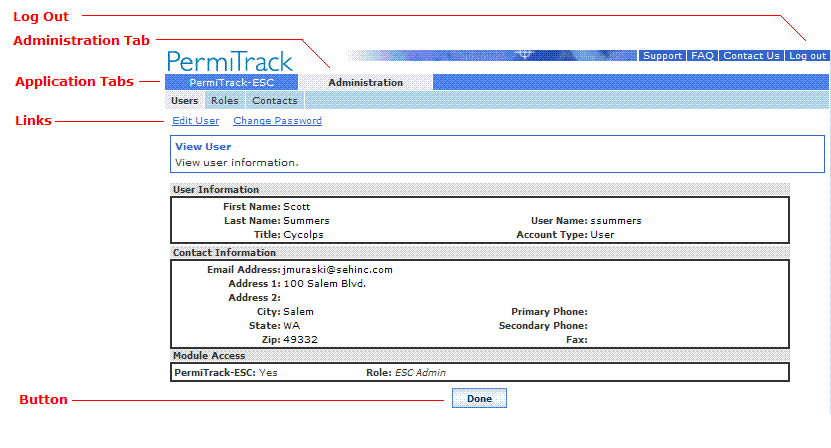 Log Out
Administration Tab
PermiTrack
Support FAQ Contact Us Log out
Application Tabs
PermiTrack-ESC Administration
Users Roles Contacts
Links
Edit User Change Password
View User
View user information.
User Information
First Name: Scott
Last Name: Summers User Name: ssummers
Title: Cycolps Account Type: User
Contact Information
Email Address: jmuraski@sehinc.com
Address 1: 100 Salem Blvd.
Address 2:
City: Salem Primary Phone:
State: WA Secondary Phone:
Zip: 49332 Fax:
Module Access
PermiTrack-ESC: Yes Role: ESC Admin
Button
Done